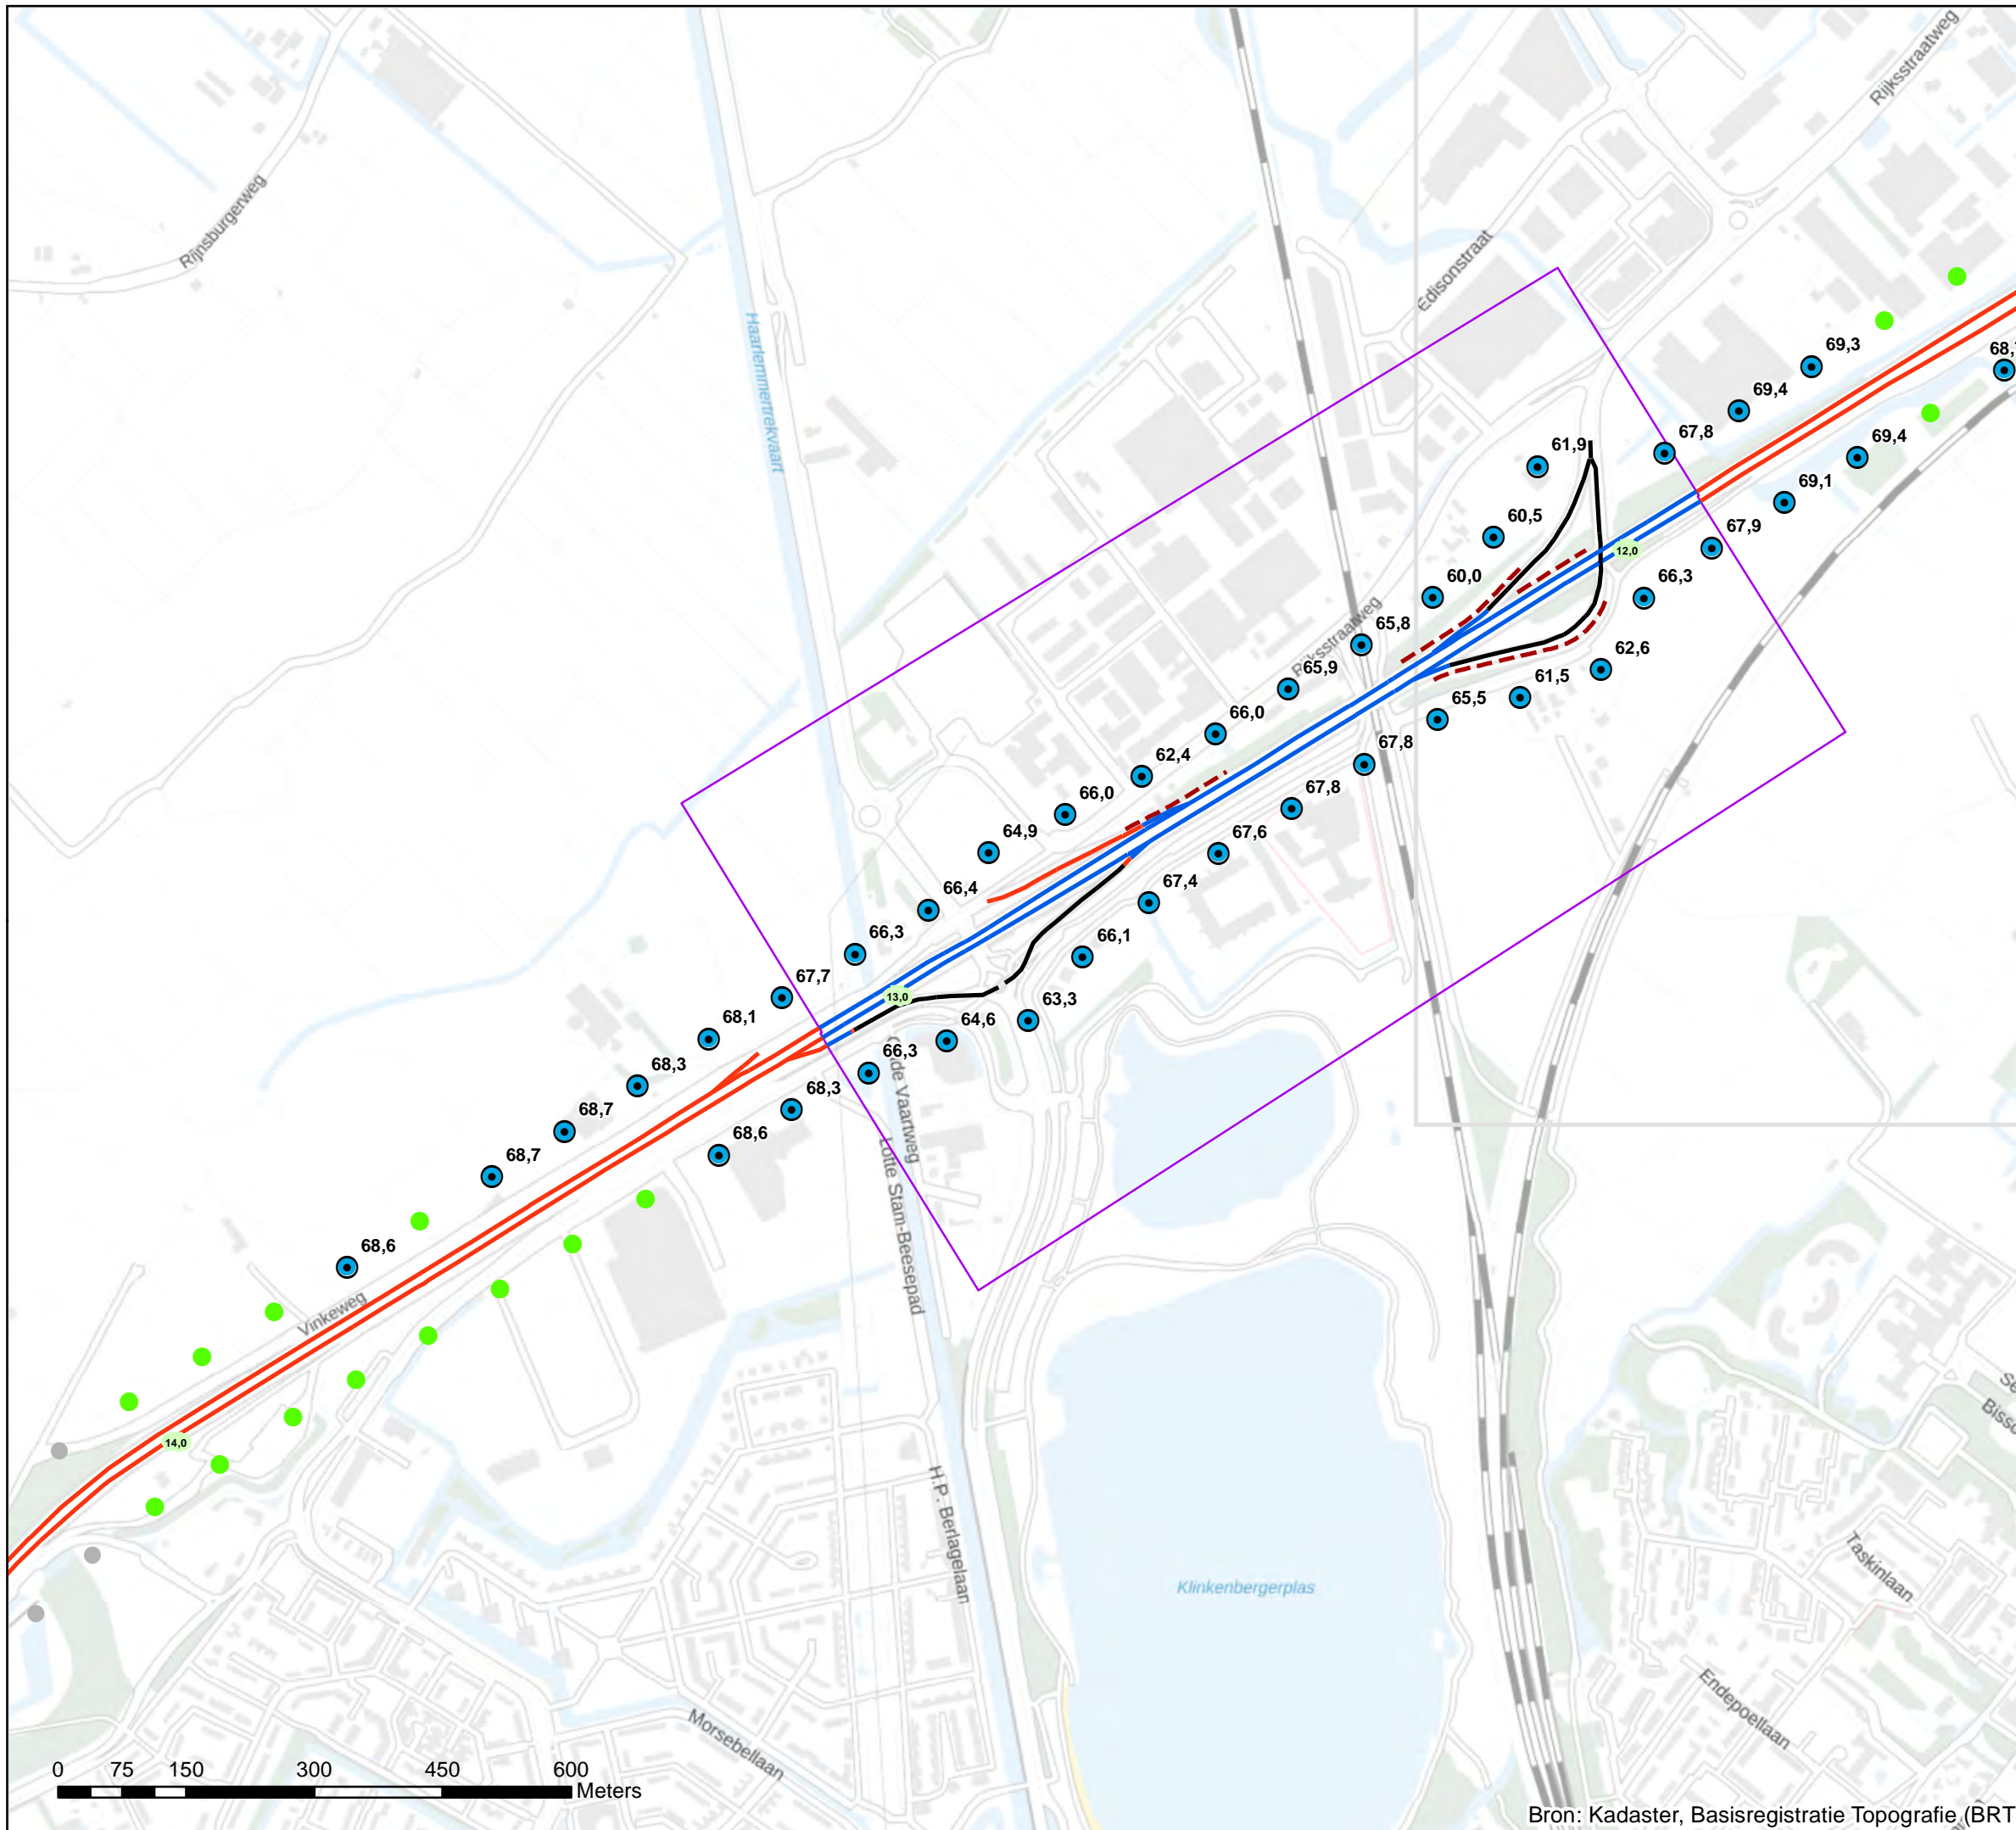 Rijksstraatweg
Rijnsburgerweg
Edisonstraat
Haarlemmertrekvaart
69,3
68,
69,4
67,8
69,4
61,9
69,1
60,5
67,9
12,0
60,0
66,3
Rijksstraatweg
65,8
62,6
65,9
61,5
65,5
66,0
67,8
62,4
67,8
66,0
67,6
64,9
67,4
66,4
66,1
66,3
67,7
13,0
63,3
68,1
64,6
66,3
68,3
68,3
68,7
68,6
68,7
Lotte Stam-Beesepad
68,6
Vinkeweg
14,0
H.P. Berlagelaan
Taskinlaan
Klinkenbergerplas
Endepoellaan
Morsebellaan
0 75 150 300 450 600
Meters
Bron: Kadaster, Basisregistratie Topografie (BRT